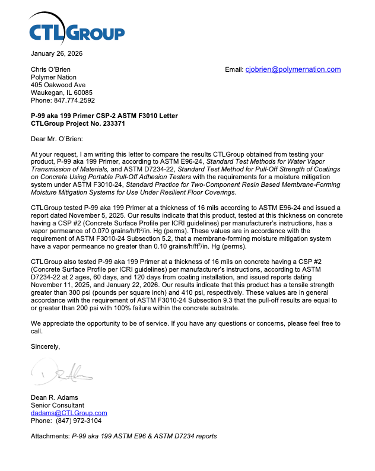 CTLGROUP
January 26, 2026
Chris O'Brien Email: cjobrien@polymernation.com
Polymer Nation
405 Oakwood Ave
Waukegan, IL 60085
Phone: 847.774.2592
P-99 aka 199 Primer CSP-2 ASTM F3010 Letter
CTLGroup Project No. 233371
Dear Mr. O'Brien:
At your request, I am writing this letter to compare the results CTLGroup obtained from testing your
product, P-99 aka 199 Primer, according to ASTM E96-24, Standard Test Methods for Water Vapor
Transmission of Materials, and ASTM D7234-22, Standard Test Method for Pull-Off Strength of Coatings
on Concrete Using Portable Pull-Off Adhesion Testers with the requirements for a moisture mitigation
system under ASTM F3010-24, Standard Practice for Two-Component Resin Based Membrane-Forming
Moisture Mitigation Systems for Use Under Resilient Floor Coverings.
CTLGroup tested P-99 aka 199 Primer at a thickness of 16 mils according to ASTM E96-24 and issued a
report dated November 5, 2025. Our results indicate that this product, tested at this thickness on concrete
having a CSP #2 (Concrete Surface Profile per ICRI guidelines) per manufacturer's instructions, has a
vapor permeance of 0.070 grains/h/ft²/in. Hg (perms). These values are in accordance with the
requirement of ASTM F3010-24 Subsection 5.2, that a membrane-forming moisture mitigation system
have a vapor permeance no greater than 0.10 grains/h/ft²/in. Hg (perms).
CTLGroup also tested P-99 aka 199 Primer at a thickness of 16 mils on concrete having a CSP #2
(Concrete Surface Profile per ICRI guidelines) per manufacturer's instructions, according to ASTM
D7234-22 at 2 ages, 60 days, and 120 days from coating installation, and issued reports dated
November 11, 2025, and January 22, 2026. Our results indicate that this product has a tensile strength
greater than 300 psi (pounds per square inch) and 410 psi, respectively. These values are in general
accordance with the requirement of ASTM F3010-24 Subsection 9.3 that the pull-off results are equal to
or greater than 200 psi with 100% failure within the concrete substrate.
We appreciate the opportunity to be of service. If you have any questions or concerns, please feel free to
call.
Sincerely,
Dean R. Adams
Senior Consultant
dadams@CTLGroup.com
Phone: (847) 972-3104
Attachments: P-99 aka 199 ASTM E96 & ASTM D7234 reports